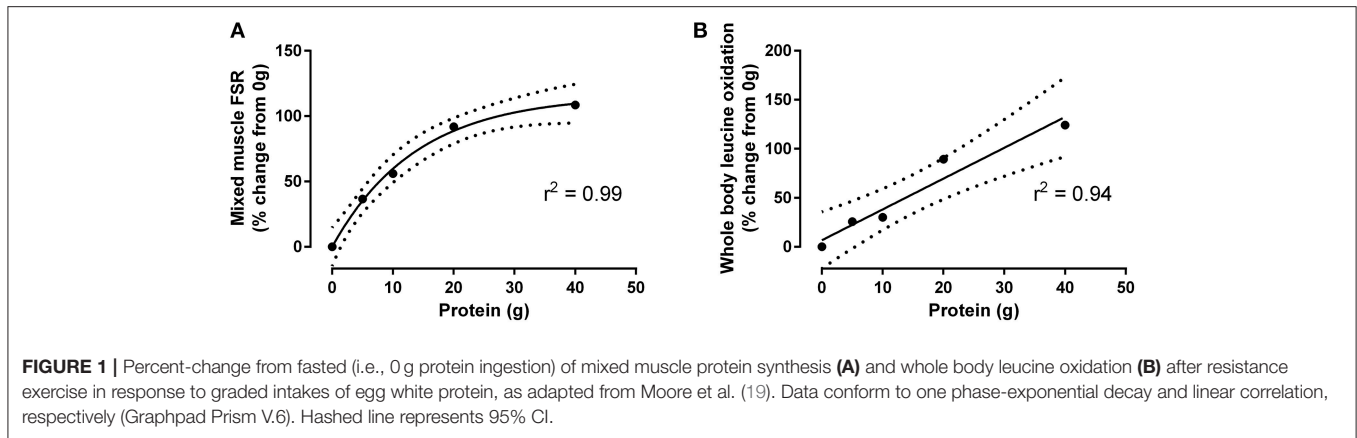 A
Mixed muscle FSR
(% change from 0g)
150
100
50
0
r² = 0.99
0 10 20 30 40 50
Protein (g)
B
Whole body leucine oxidation
(% change from 0g)
200
150
100
50
0
r² = 0.94
0 10 20 30 40 50
Protein (g)
FIGURE 1 | Percent-change from fasted (i.e., 0 g protein ingestion) of mixed muscle protein synthesis (A) and whole body leucine oxidation (B) after resistance
exercise in response to graded intakes of egg white protein, as adapted from Moore et al. (19). Data conform to one phase-exponential decay and linear correlation,
respectively (Graphpad Prism V.6). Hashed line represents 95% CI.